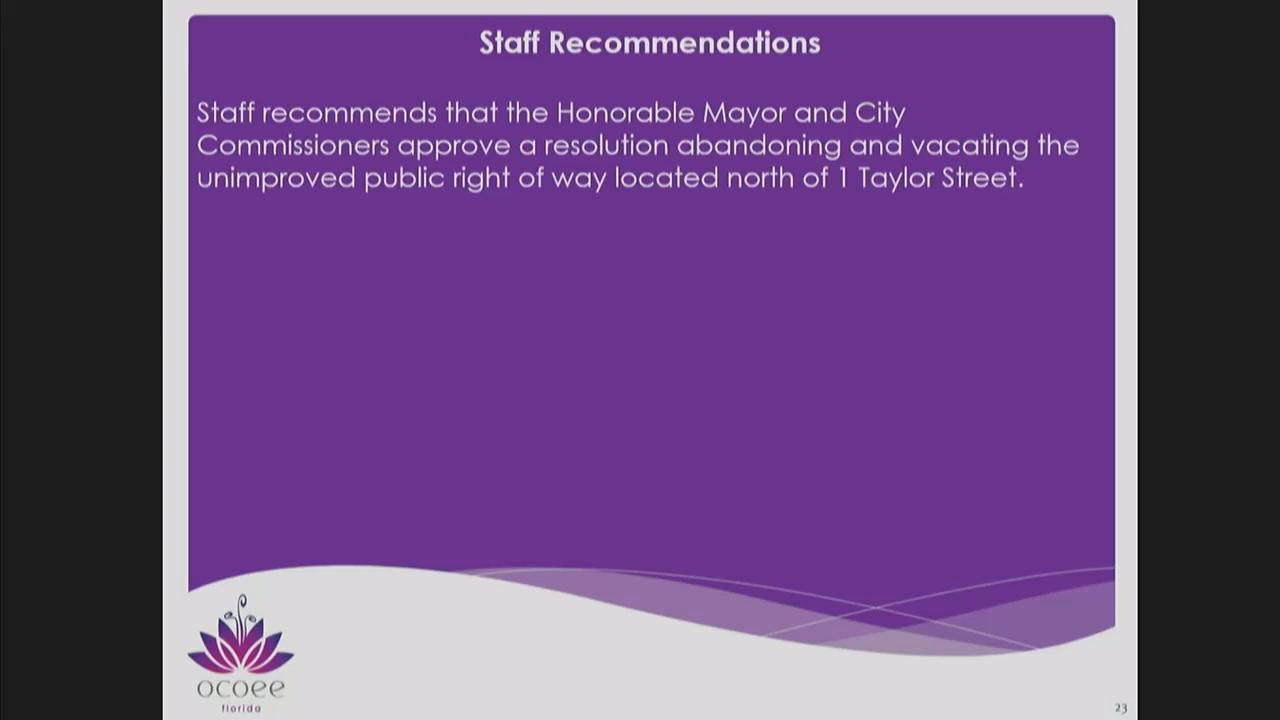 Staff Recommendations
Staff recommends that the Honorable Mayor and City
Commissioners approve a resolution abandoning and vacating the
unimproved public right of way located north of 1 Taylor Street.
ocoee
florida
23